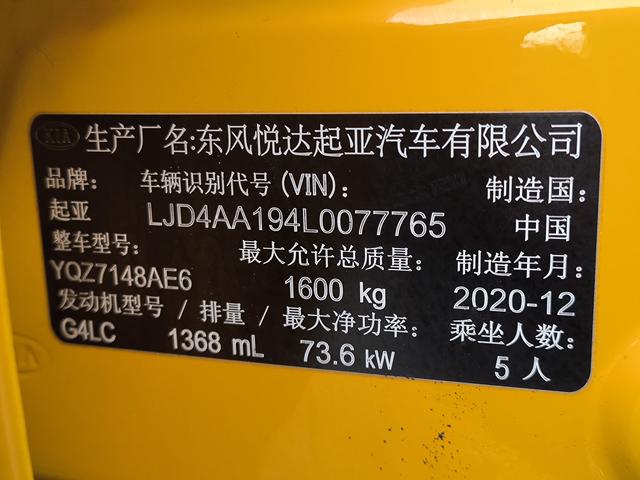 KIA 生产厂名:东风悦达起亚汽车有限公司
品牌: 车辆识别代号(VIN): 制造国:
起亚 LJD4AA194L0077765 中国
整车型号: 最大允许总质量: 制造年月:
YQZ7148AE6 1600 kg 2020-12
发动机型号/排量/最大净功率: 乘坐人数:
G4LC 1368 mL 73.6 kW 5人